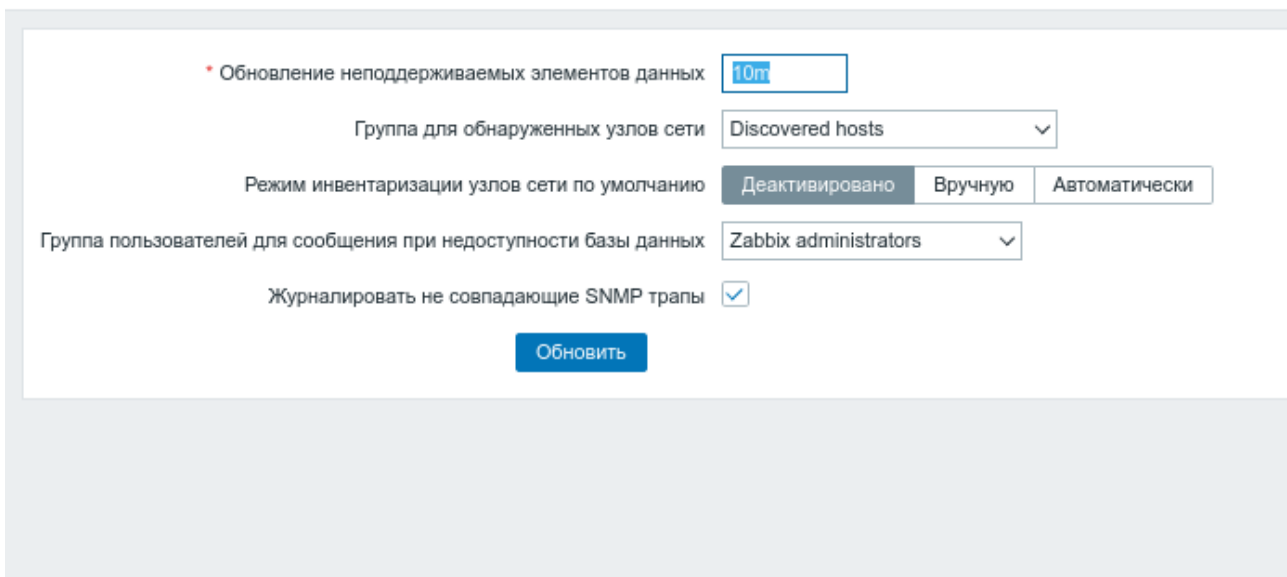 * Обновление неподдерживаемых элементов данных 10m
Группа для обнаруженных узлов сети Discovered hosts
Режим инвентаризации узлов сети по умолчанию Деактивировано Вручную Автоматически
Группа пользователей для сообщения при недоступности базы данных Zabbix administrators
Журналировать не совпадающие SNMP трапы
Обновить